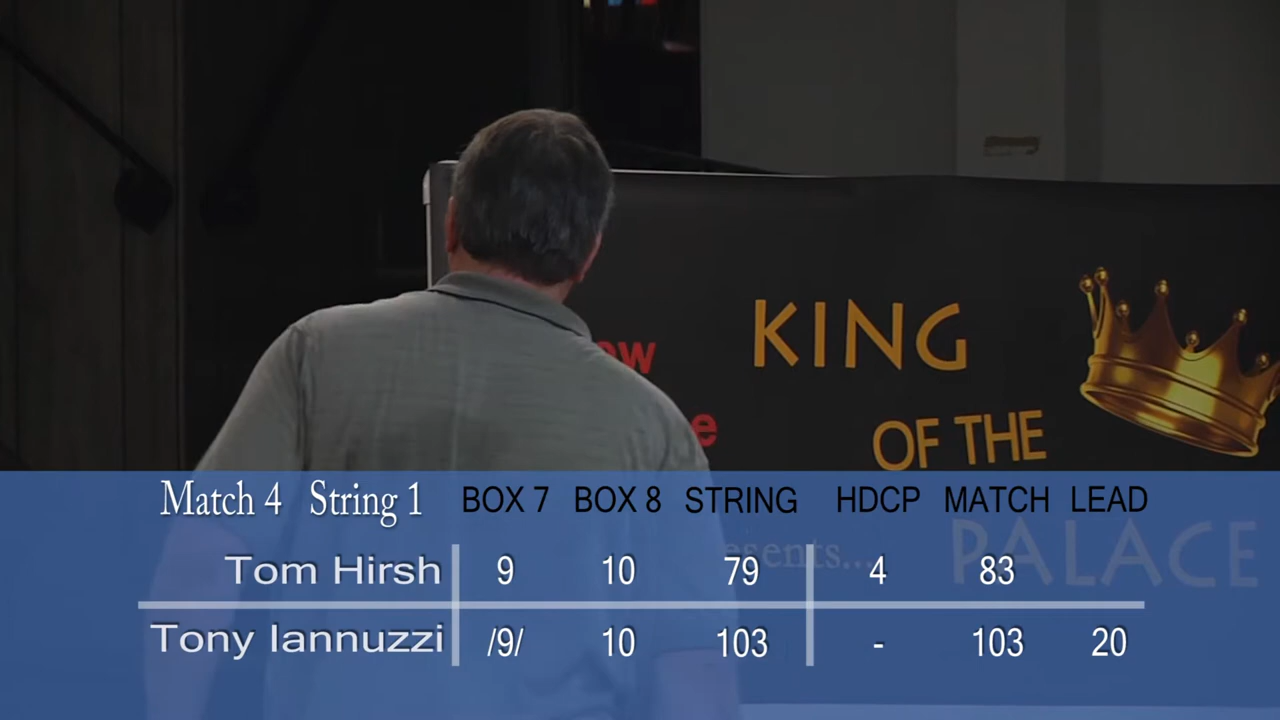 KING
OF THE
PALACE
Match 4 String 1 BOX 7 BOX 8 STRING HDCP MATCH LEAD
Tom Hirsh 9 10 79 4 83
Tony Iannuzzi /9/ 10 103 - 103 20